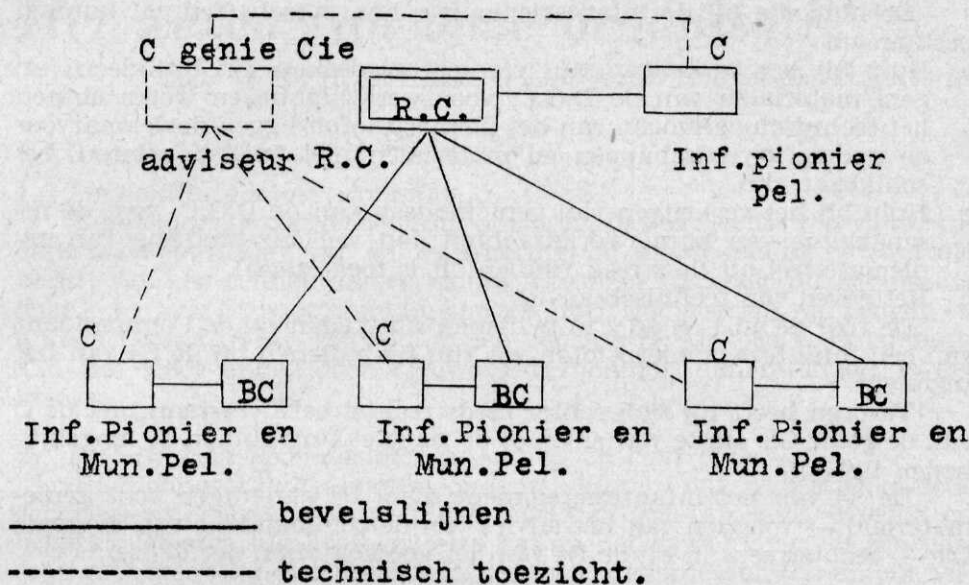 C genie Cie
C
R.C.
adviseur R.C.
Inf.pionier
pel.
C
C
C
BC
BC
BC
Inf.Pionier en
Mun.Pel.
Inf.Pionier en
Mun.Pel.
Inf.Pionier en
Mun.Pel.
bevelslijnen
technisch toezicht.